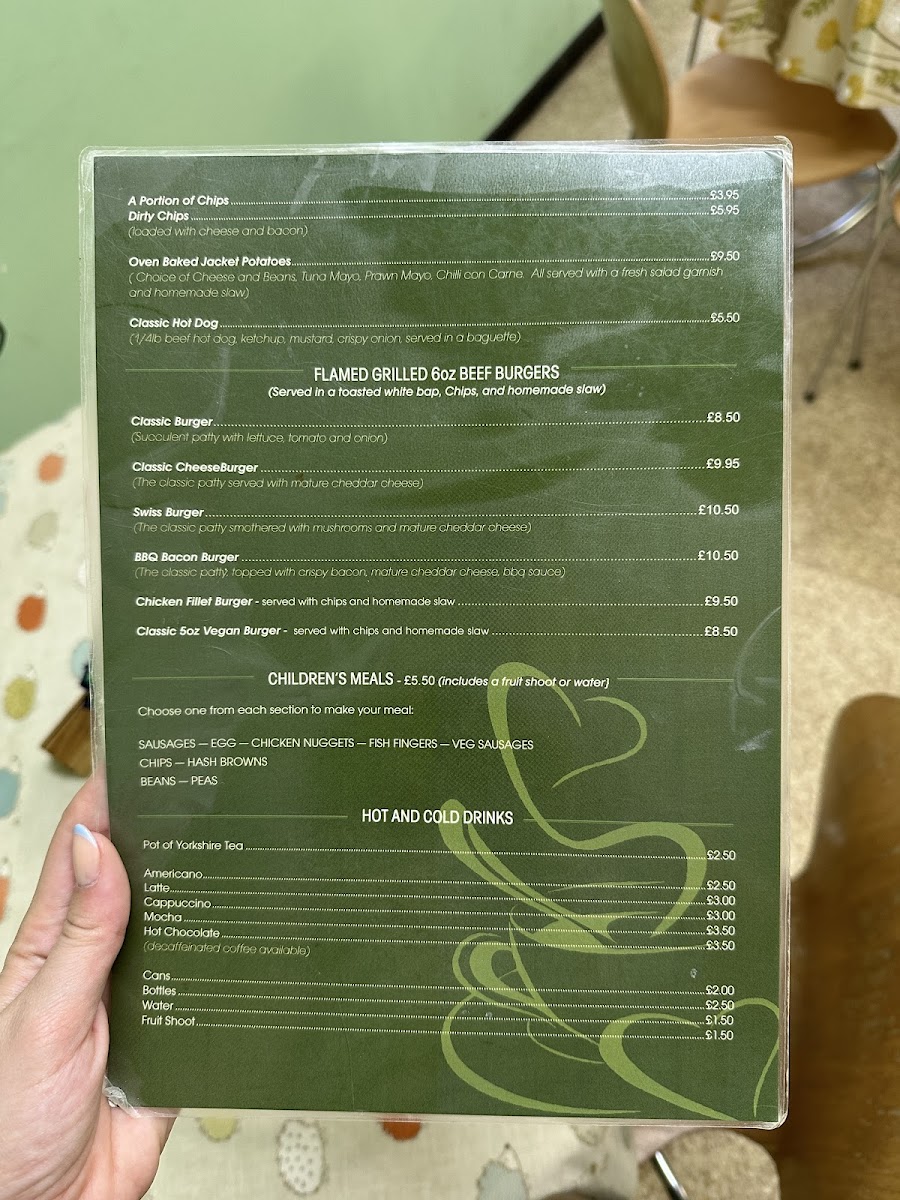 A Portion of Chips £3.95
Dirty Chips £5.95
(loaded with cheese and bacon)
Oven Baked Jacket Potatoes £9.50
( Choice of Cheese and Beans, Tuna Mayo, Prawn Mayo, Chilli con Carne. All served with a fresh salad garnish
and homemade slaw)
Classic Hot Dog £5.50
(1/4lb beef hot dog, ketchup, mustard, crispy onion, served in a baguette)
FLAMED GRILLED 6oz BEEF BURGERS
(Served in a toasted white bap, Chips, and homemade slaw)
Classic Burger £8.50
(Succulent patty with lettuce, tomato and onion)
Classic CheeseBurger £9.95
(The classic patty served with mature cheddar cheese)
Swiss Burger £10.50
(The classic patty smothered with mushrooms and mature cheddar cheese)
BBQ Bacon Burger £10.50
(The classic patty, topped with crispy bacon, mature cheddar cheese, bbq sauce)
Chicken Fillet Burger - served with chips and homemade slaw £9.50
Classic 5oz Vegan Burger - served with chips and homemade slaw £8.50
CHILDREN'S MEALS - £5.50 (includes a fruit shoot or water)
Choose one from each section to make your meal:
SAUSAGES — EGG — CHICKEN NUGGETS — FISH FINGERS — VEG SAUSAGES
CHIPS — HASH BROWNS
BEANS — PEAS
HOT AND COLD DRINKS
Pot of Yorkshire Tea £2.50
Americano £2.50
Latte £3.00
Cappuccino £3.00
Mocha £3.50
Hot Chocolate £3.50
(decaffeinated coffee available)
Cans £2.00
Bottles £2.50
Water £1.50
Fruit Shoot £1.50